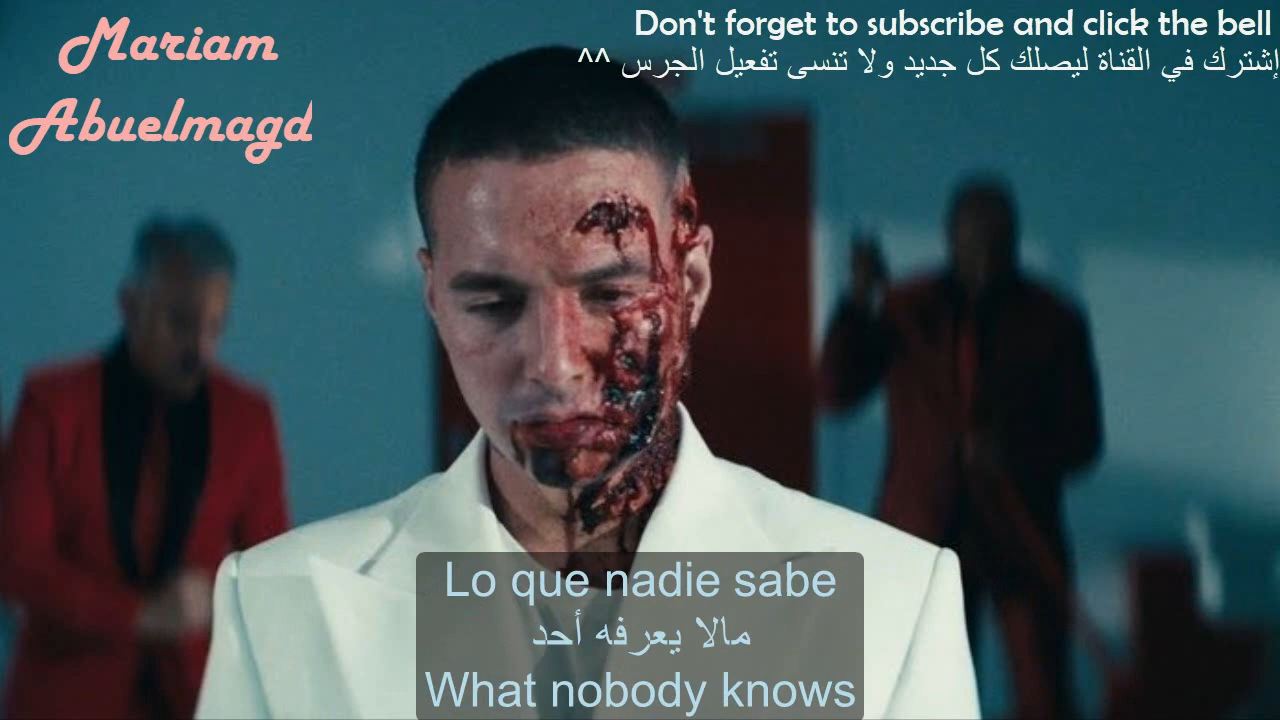 Mariam
Abuelmagd
Don't forget to subscribe and click the bell
إشترك في القناة ليصلك كل جديد ولا تنسى تفعيل الجرس ^^
Lo que nadie sabe
مالا يعرفه أحد
What nobody knows